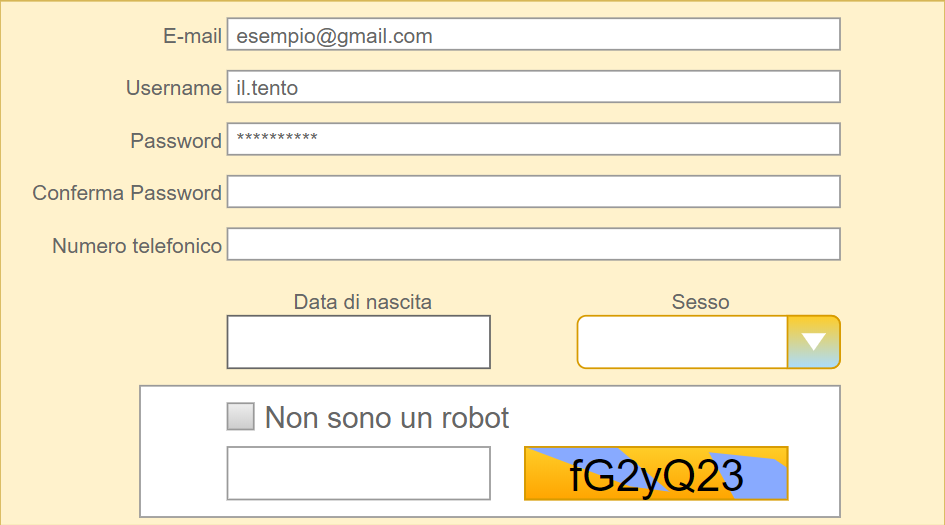 E-mail esempio@gmail.com
Username il.tento
Password **********
Conferma Password
Numero telefonico
Data di nascita Sesso
Non sono un robot
fG2yQ23